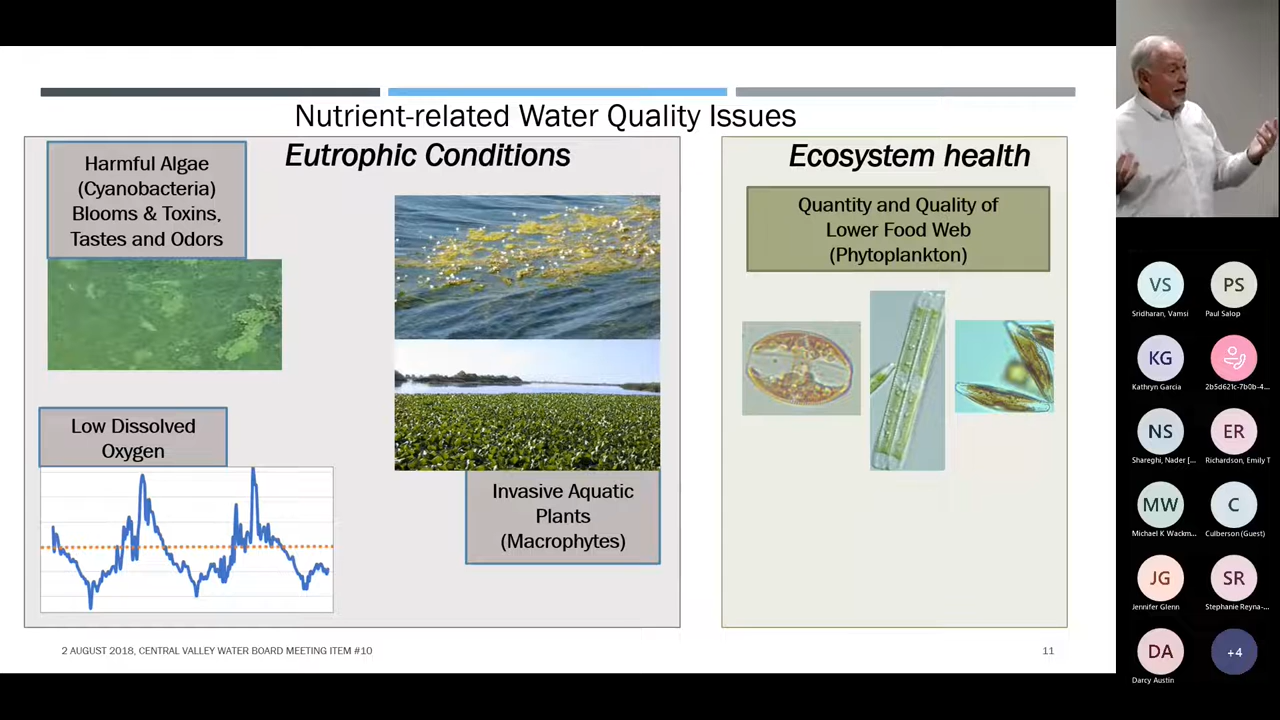 Nutrient-related Water Quality Issues
Eutrophic Conditions
Harmful Algae
(Cyanobacteria)
Blooms & Toxins,
Tastes and Odors
Low Dissolved
Oxygen
Invasive Aquatic
Plants
(Macrophytes)
Ecosystem health
Quantity and Quality of
Lower Food Web
(Phytoplankton)
2 AUGUST 2018, CENTRAL VALLEY WATER BOARD MEETING ITEM #10
11
VS
Sridharan, Vamsi
PS
Paul Salop
KG
Kathryn Garcia
2b5d621c-7b0b-4...
NS
Shareghi, Nader [...
ER
Richardson, Emily T
MW
Michael K Wackm...
C
Culberson (Guest)
JG
Jennifer Glenn
SR
Stephanie Reyna-...
DA
Darcy Austin
+4